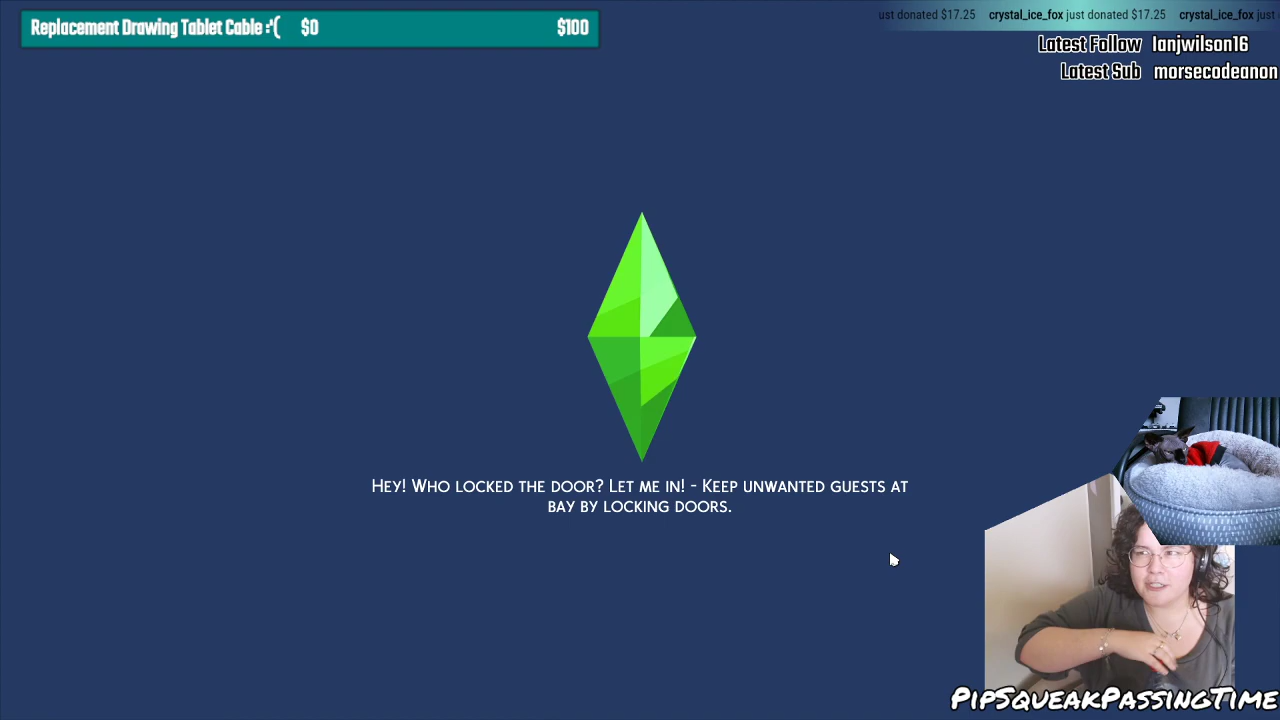 Replacement Drawing Tablet Cable :'( $0 $100
ust donated $17.25 crystal_ice_fox just donated $17.25 crystal_ice_fox just
Latest Follow lanjwilson16
Latest Sub morsecodeanon
HEY! WHO LOCKED THE DOOR? LET ME IN! - KEEP UNWANTED GUESTS AT
BAY BY LOCKING DOORS.
PIPSQUEAKPASSINGTIME